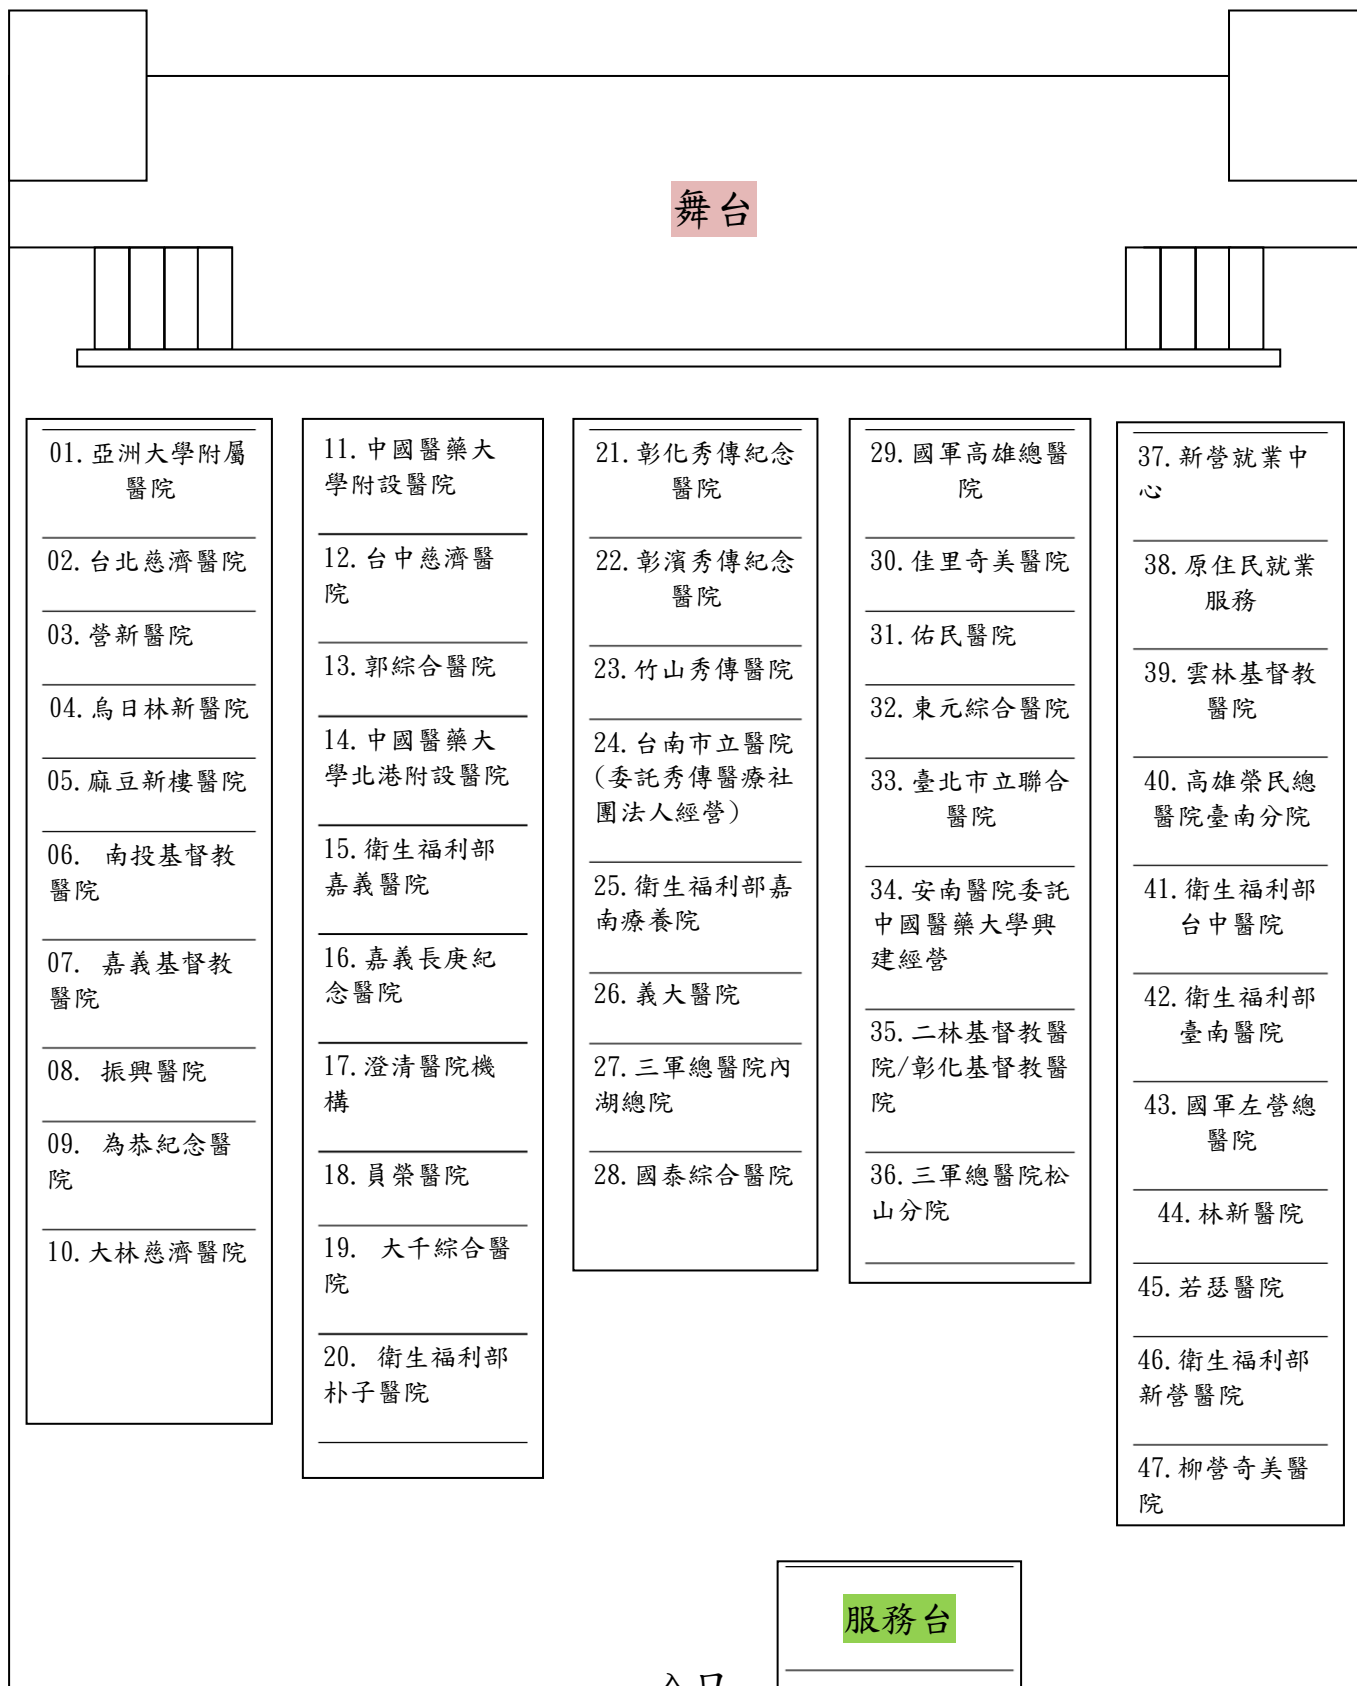 舞台
01.亞洲大學附屬
醫院
02.台北慈濟醫院
03.營新醫院
04.烏日林新醫院
05.麻豆新樓醫院
06. 南投基督教
醫院
07. 嘉義基督教
醫院
08. 振興醫院
09. 為恭紀念醫
院
10.大林慈濟醫院
11.中國醫藥大
學附設醫院
12.台中慈濟醫
院
13.郭綜合醫院
14.中國醫藥大
學北港附設醫院
15.衛生福利部
嘉義醫院
16.嘉義長庚紀
念醫院
17.澄清醫院機
構
18.員榮醫院
19. 大千綜合醫
院
20. 衛生福利部
朴子醫院
21.彰化秀傳紀念
醫院
22.彰濱秀傳紀念
醫院
23.竹山秀傳醫院
24.台南市立醫院
(委託秀傳醫療社
團法人經營)
25.衛生福利部嘉
南療養院
26.義大醫院
27.三軍總醫院內
湖總院
28.國泰綜合醫院
29.國軍高雄總醫
院
30.佳里奇美醫院
31.佑民醫院
32.東元綜合醫院
33.臺北市立聯合
醫院
34.安南醫院委託
中國醫藥大學興
建經營
35.二林基督教醫
院/彰化基督教醫
院
36.三軍總醫院松
山分院
37.新營就業中
心
38.原住民就業
服務
39.雲林基督教
醫院
40.高雄榮民總
醫院臺南分院
41.衛生福利部
台中醫院
42.衛生福利部
臺南醫院
43.國軍左營總
醫院
44.林新醫院
45.若瑟醫院
46.衛生福利部
新營醫院
47.柳營奇美醫
院
服務台
入口